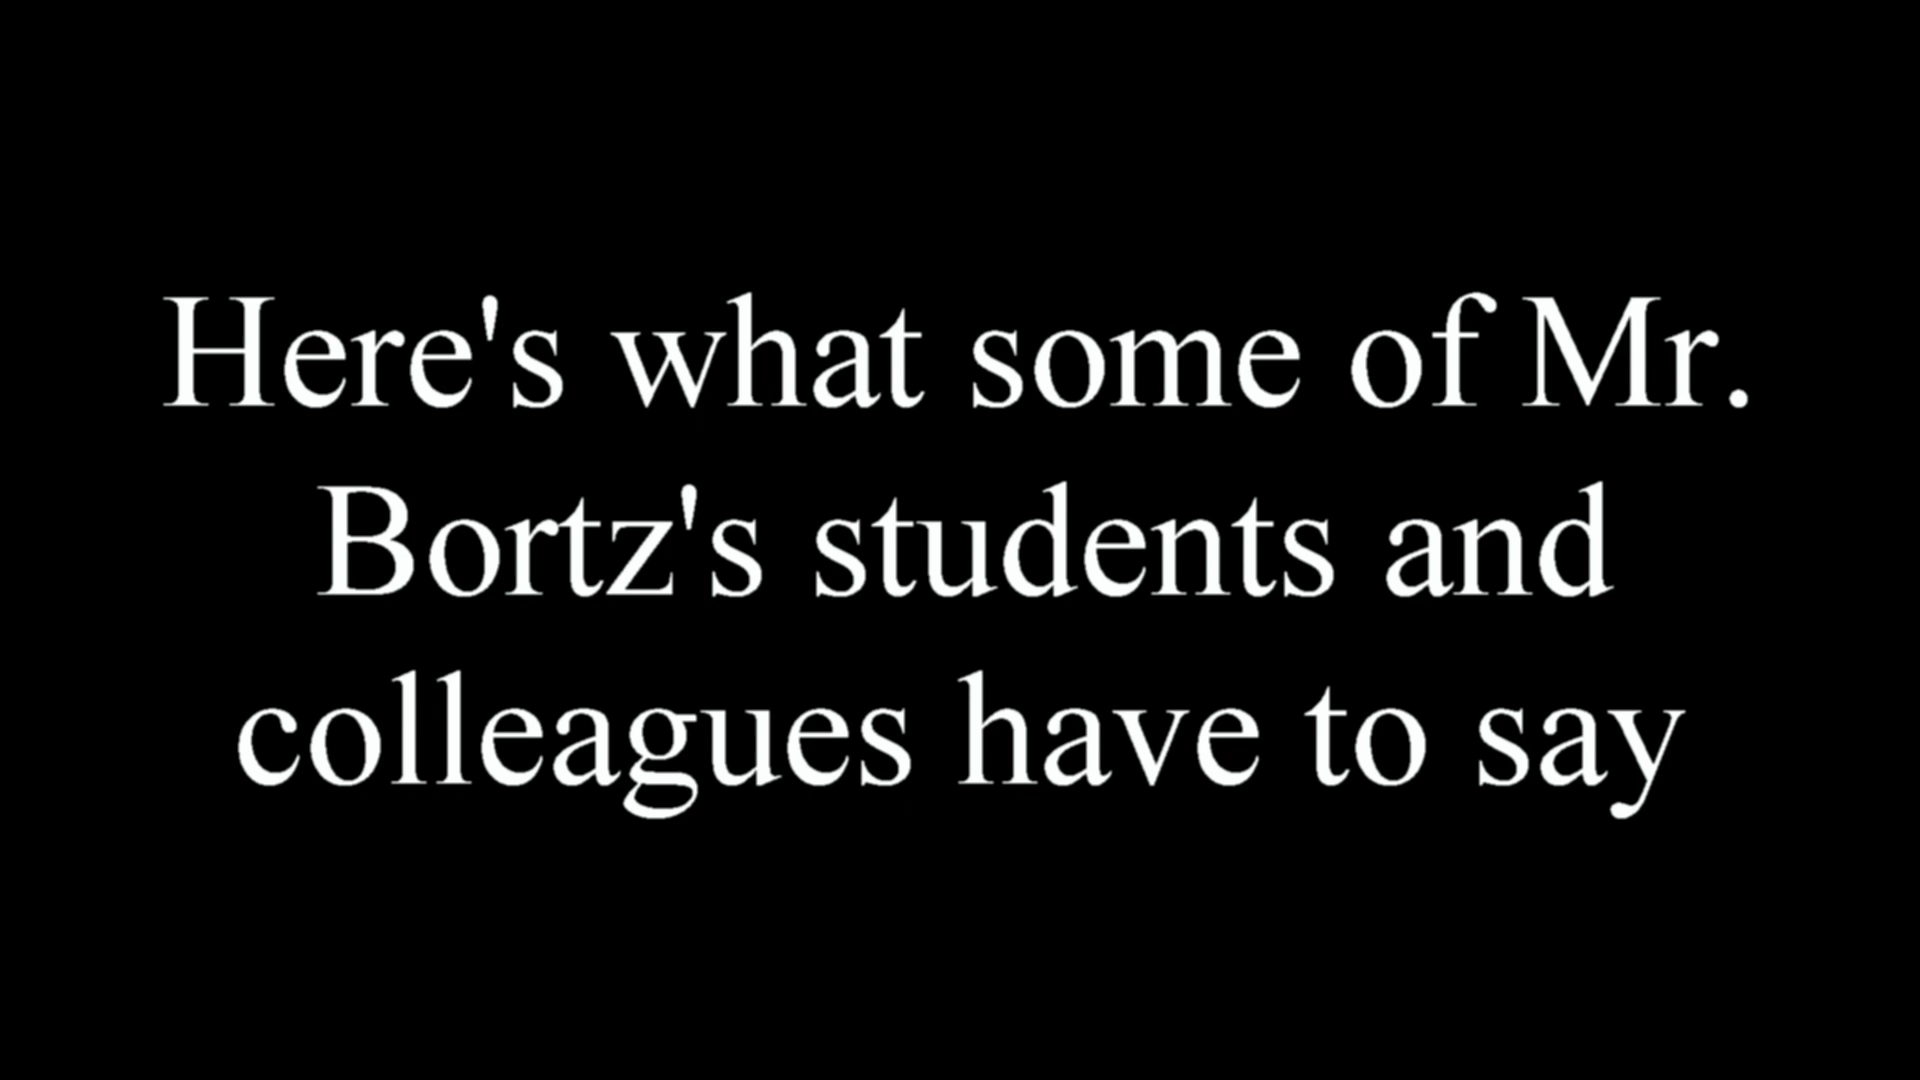 Here's what some of Mr.
Bortz's students and
colleagues have to say